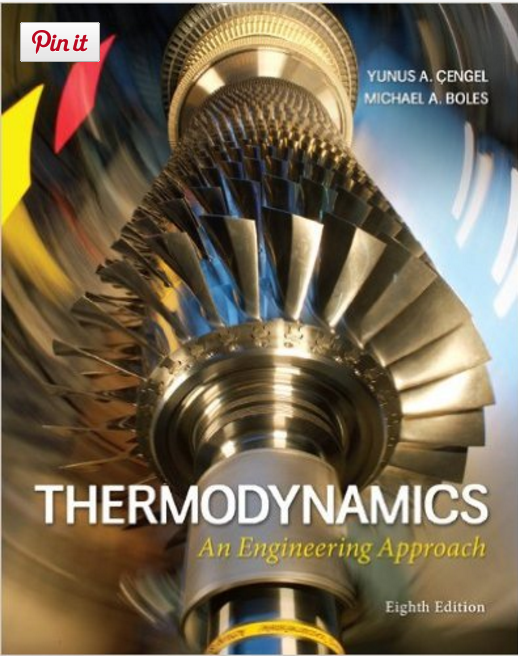 Pin it
YUNUS A. ÇENGEL
MICHAEL A. BOLES
THERMODYNAMICS
An Engineering Approach
Eighth Edition